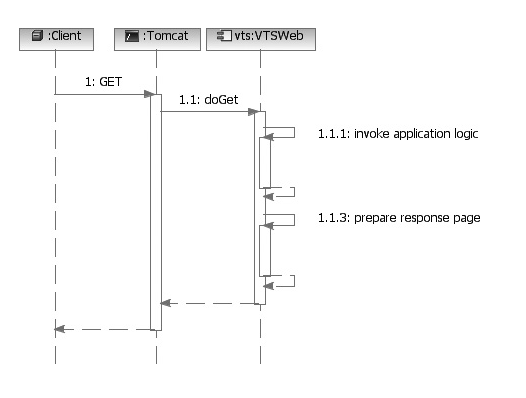 :Client
:Tomcat
vts:VTSWeb
1: GET
1.1: doGet
1.1.1: invoke application logic
1.1.3: prepare response page